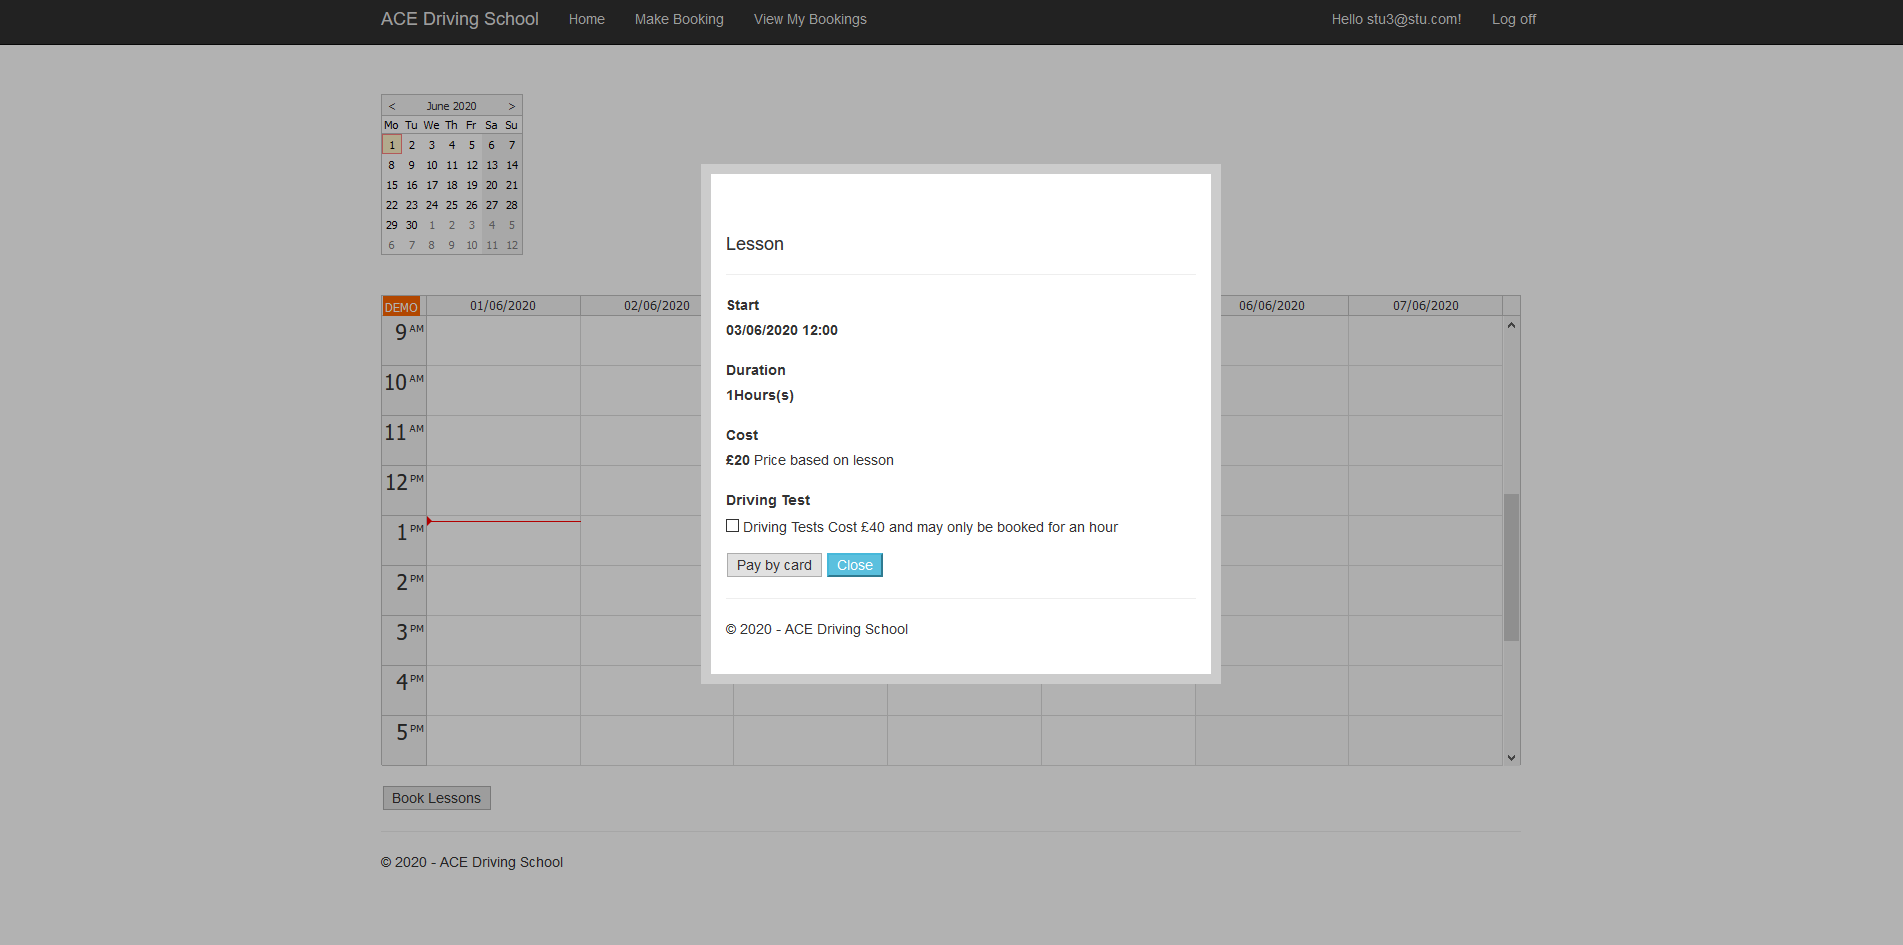 ACE Driving School Home Make Booking View My Bookings Hello stu3@stu.com! Log off
< June 2020 >
Mo Tu We Th Fr Sa Su
1 2 3 4 5 6 7
8 9 10 11 12 13 14
15 16 17 18 19 20 21
22 23 24 25 26 27 28
29 30 1 2 3 4 5
6 7 8 9 10 11 12
DEMO 01/06/2020 02/06/2020 06/06/2020 07/06/2020
9 AM
10 AM
11 AM
12 PM
1 PM
2 PM
3 PM
4 PM
5 PM
Lesson
Start
03/06/2020 12:00
Duration
1Hours(s)
Cost
£20 Price based on lesson
Driving Test
Driving Tests Cost £40 and may only be booked for an hour
Pay by card Close
© 2020 - ACE Driving School
Book Lessons
© 2020 - ACE Driving School